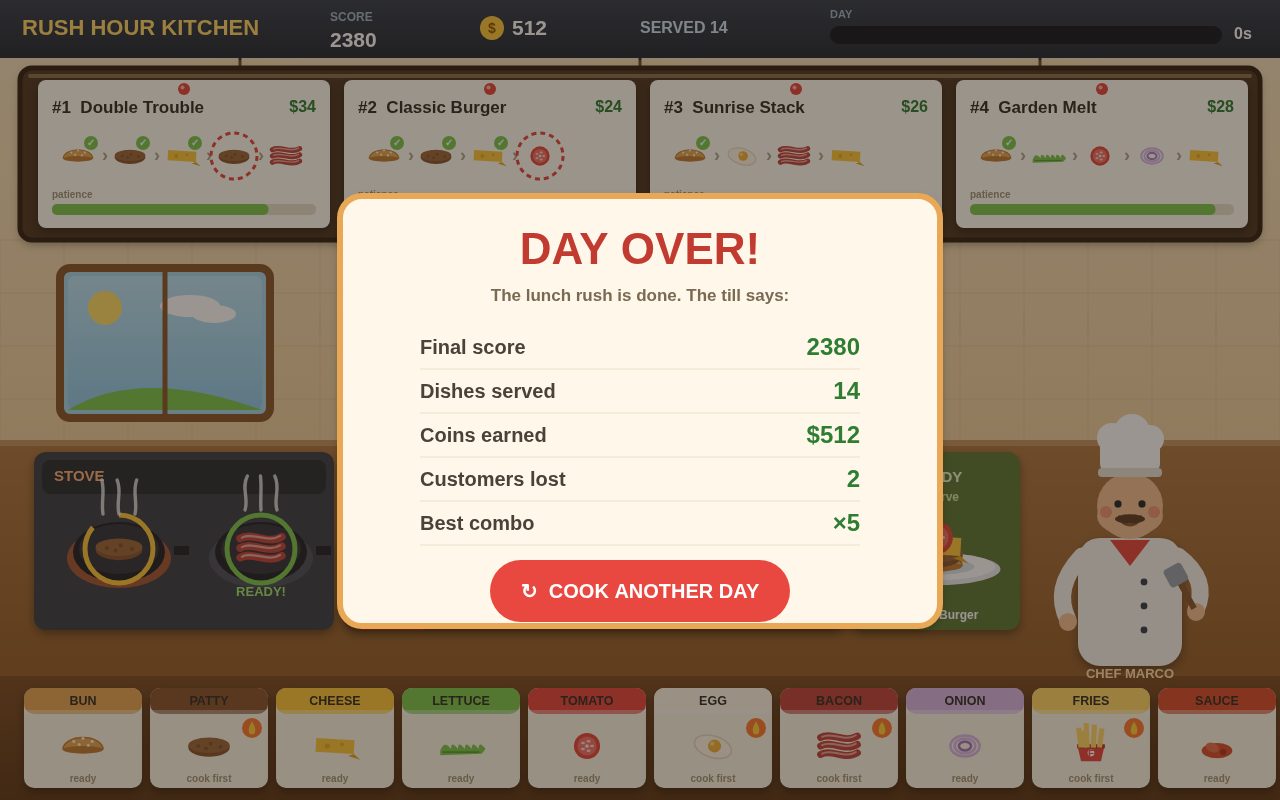 RUSH HOUR KITCHEN
SCORE
2380
$ 512
SERVED 14
DAY
0s
#1 Double Trouble $34
patience
#2 Classic Burger $24
#3 Sunrise Stack $26
#4 Garden Melt $28
patience
DAY OVER!
The lunch rush is done. The till says:
Final score 2380
Dishes served 14
Coins earned $512
Customers lost 2
Best combo ×5
↻ COOK ANOTHER DAY
STOVE
READY!
DY
rve
Burger
CHEF MARCO
BUN
ready
PATTY
cook first
CHEESE
ready
LETTUCE
ready
TOMATO
ready
EGG
cook first
BACON
cook first
ONION
ready
FRIES
cook first
SAUCE
ready